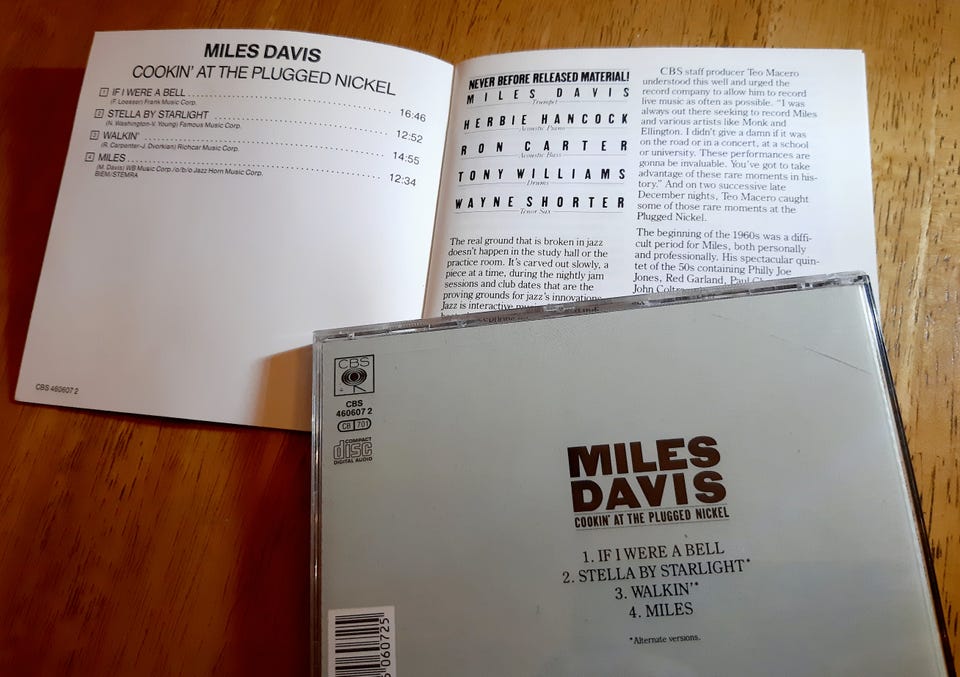 MILES DAVIS
COOKIN' AT THE PLUGGED NICKEL
1 IF I WERE A BELL 16:46
(F. Loesser) Frank Music Corp.
2 STELLA BY STARLIGHT 12:52
(N. Washington-V. Young) Famous Music Corp.
3 WALKIN' 14:55
(R. Carpenter-J. Dvorkian) Richcar Music Corp.
4 MILES 12:34
(M. Davis) WB Music Corp./o/b/o Jazz Horn Music Corp.
BIEM/STEMRA
CBS 460607 2
NEVER BEFORE RELEASED MATERIAL!
MILES DAVIS
Trumpet
HERBIE HANCOCK
Acoustic Piano
RON CARTER
Acoustic Bass
TONY WILLIAMS
Drums
WAYNE SHORTER
Tenor Sax
The real ground that is broken in jazz
doesn't happen in the study hall or the
practice room. It's carved out slowly, a
piece at a time, during the nightly jam
sessions and club dates that are the
proving grounds for jazz's innovations.
Jazz is interactive
CBS staff producer Teo Macero
understood this well and urged the
record company to allow him to record
live music as often as possible. "I was
always out there seeking to record Miles
and various artists like Monk and
Ellington. I didn't give a damn if it was
on the road or in a concert, at a school
or university. These performances are
gonna be invaluable. You've got to take
advantage of these rare moments in his-
tory." And on two successive late
December nights, Teo Macero caught
some of those rare moments at the
Plugged Nickel.
The beginning of the 1960s was a diffi-
cult period for Miles, both personally
and professionally. His spectacular quin-
tet of the 50s containing Philly Joe
Jones, Red Garland, Paul
John
CBS
CBS
460607 2
CB 701
COMPACT
disc
DIGITAL AUDIO
MILES
DAVIS
COOKIN' AT THE PLUGGED NICKEL
1. IF I WERE A BELL
2. STELLA BY STARLIGHT*
3. WALKIN'*
4. MILES
*Alternate versions.
060725